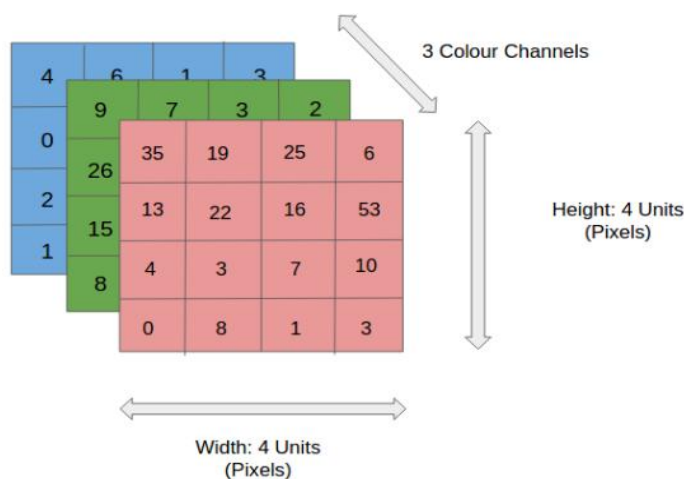 3 Colour Channels
4 6 1 3
9 7 3 2
35 19 25 6
0
26
13 22 16 53
Height: 4 Units
(Pixels)
2
15
4 3 7 10
1
8
0 8 1 3
Width: 4 Units
(Pixels)